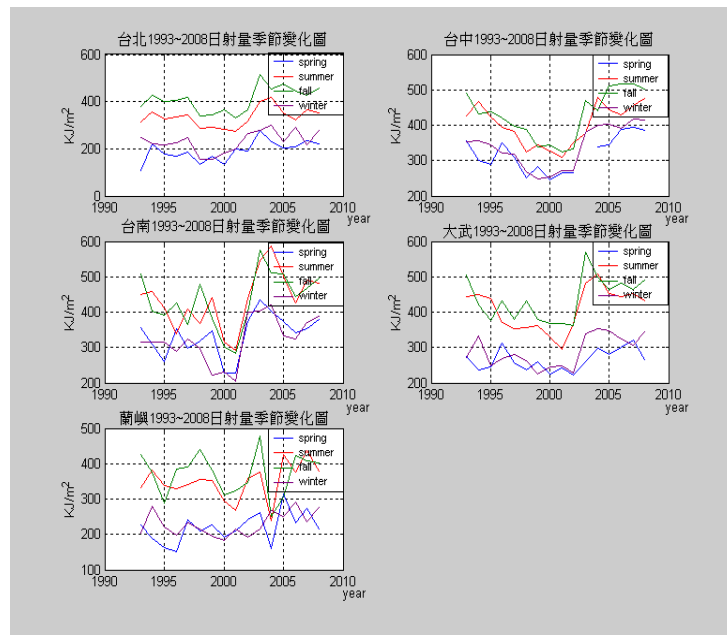 台北1993~2008日射量季節變化圖
600
400
200
0
KJ/m²
1990
1995
2000
2005
2010
year
spring
summer
fall
winter
台中1993~2008日射量季節變化圖
600
500
400
300
200
KJ/m²
1990
1995
2000
2005
2010
year
spring
summer
fall
winter
台南1993~2008日射量季節變化圖
600
500
400
300
200
KJ/m²
1990
1995
2000
2005
2010
year
spring
summer
fall
winter
大武1993~2008日射量季節變化圖
600
500
400
300
200
KJ/m²
1990
1995
2000
2005
2010
year
spring
summer
fall
winter
蘭嶼1993~2008日射量季節變化圖
500
400
300
200
100
KJ/m²
1990
1995
2000
2005
2010
year
spring
summer
fall
winter